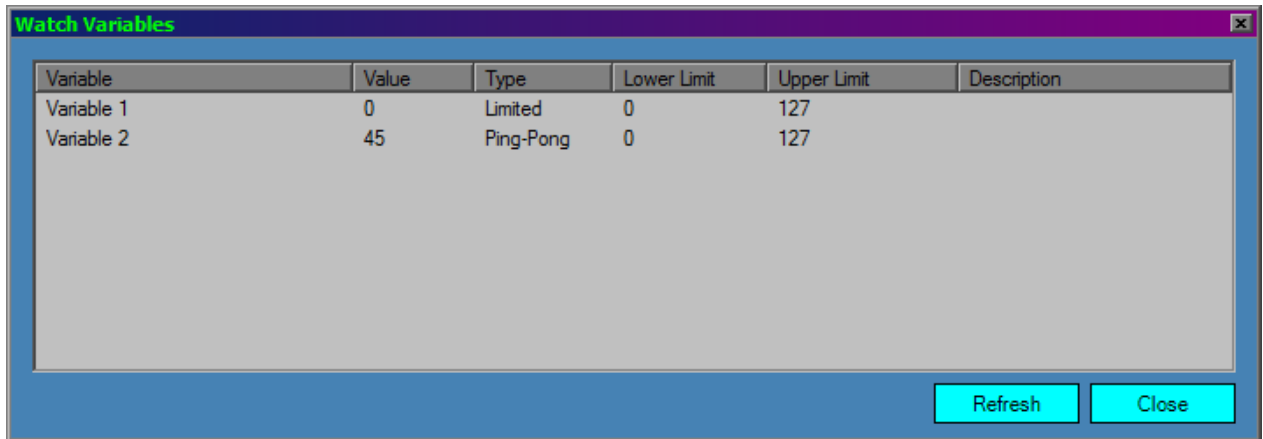 Watch Variables
Variable Value Type Lower Limit Upper Limit Description
Variable 1 0 Limited 0 127
Variable 2 45 Ping-Pong 0 127
Refresh Close